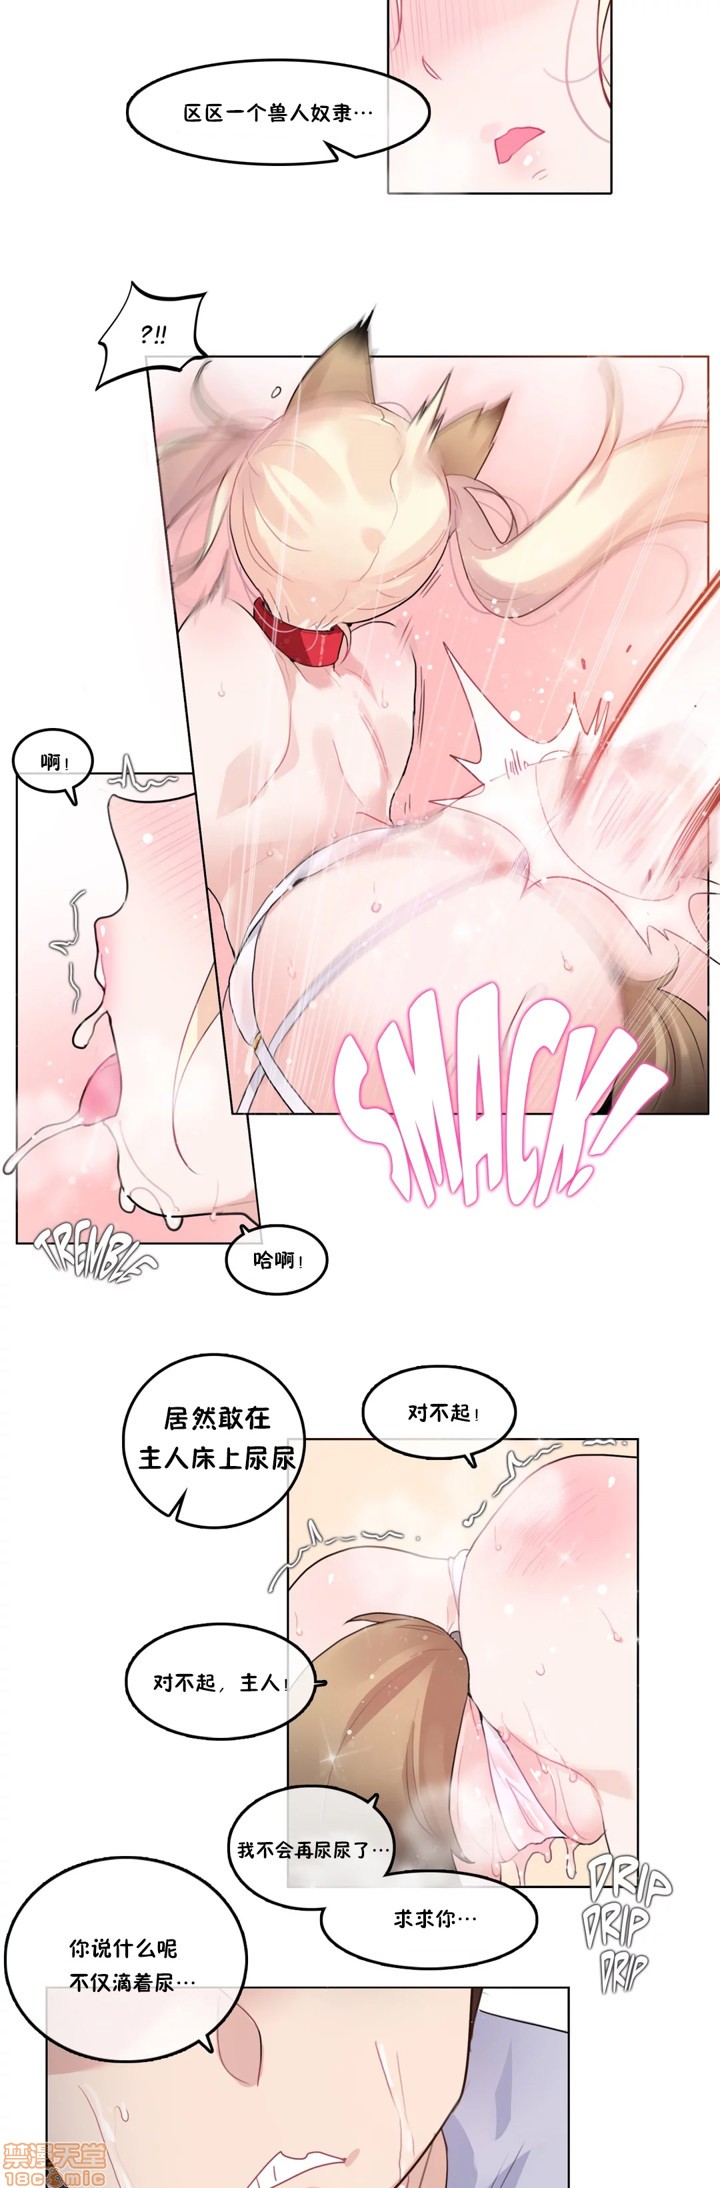 区区一个兽人奴隶…
?!!
啊!
SMACK!
TREMBLE
哈啊!
居然敢在
主人床上尿尿
对不起!
对不起，主人!
我不会再尿尿了…
求求你…
DRIP
DRIP
DRIP
你说什么呢
不仅滴着尿…
禁漫天堂
18comic